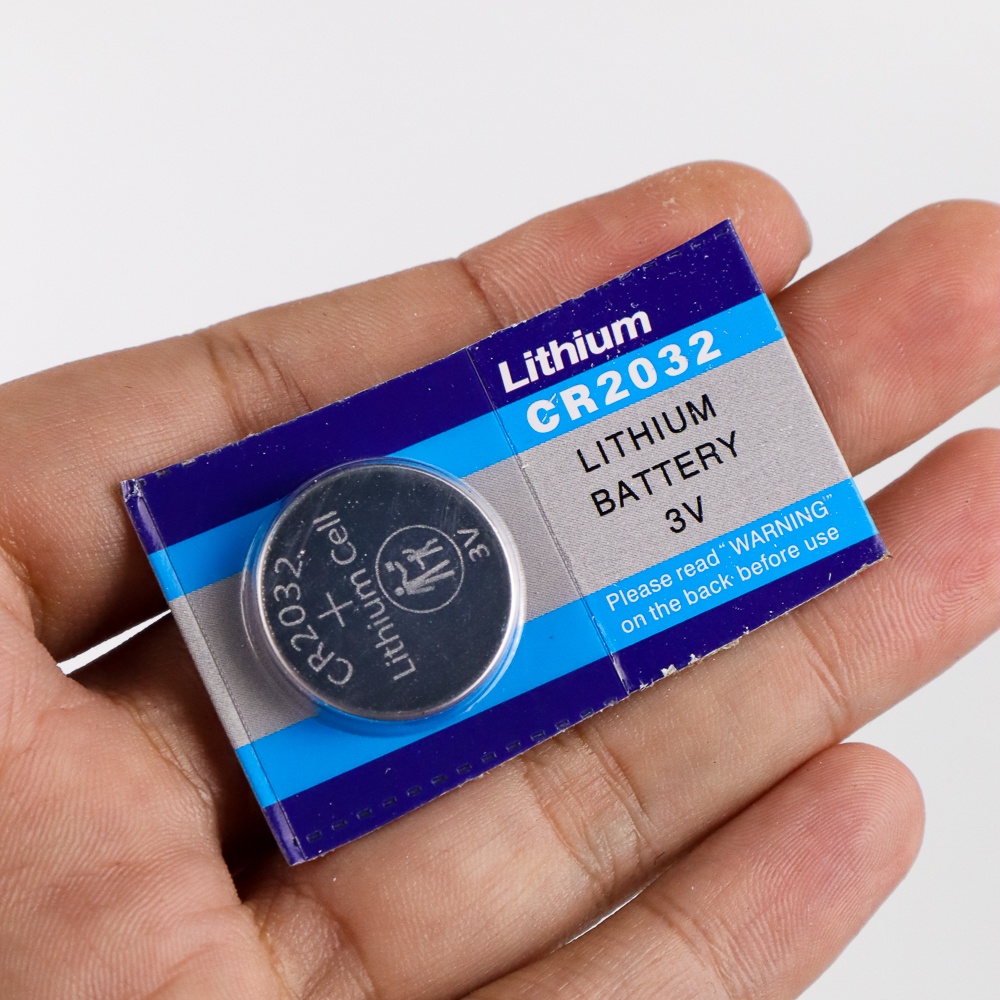 Lithium
CR2032
LITHIUM
BATTERY
3V
Please read “WARNING”
on the back before use
CR2032
+
Lithium Cell
3V